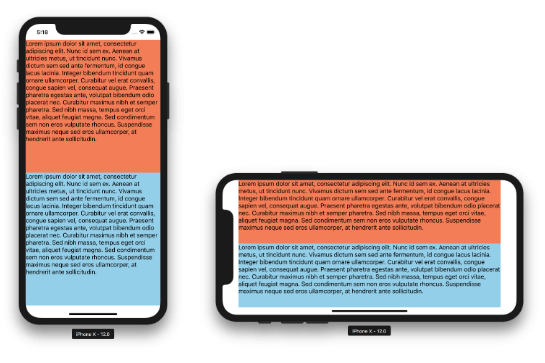 5:18
Lorem ipsum dolor sit amet, consectetur
adipiscing elit. Nunc id sem ex. Aenean at
ultricies metus, ut tincidunt nunc. Vivamus
dictum sem sed ante fermentum, id congue
lacus lacinia. Integer bibendum tincidunt quam
ornare ullamcorper. Curabitur vel erat convallis,
congue sapien vel, consequat augue. Praesent
pharetra egestas ante, volutpat bibendum odio
placerat nec. Curabitur maximus nibh et semper
pharetra. Sed nibh massa, tempus eget orci
vitae, aliquet feugiat magna. Sed condimentum
sem non eros vulputate rhoncus. Suspendisse
maximus neque sed eros ullamcorper, at
hendrerit ante sollicitudin.
Lorem ipsum dolor sit amet, consectetur
adipiscing elit. Nunc id sem ex. Aenean at
ultricies metus, ut tincidunt nunc. Vivamus
dictum sem sed ante fermentum, id congue
lacus lacinia. Integer bibendum tincidunt quam
ornare ullamcorper. Curabitur vel erat convallis,
congue sapien vel, consequat augue. Praesent
pharetra egestas ante, volutpat bibendum odio
placerat nec. Curabitur maximus nibh et semper
pharetra. Sed nibh massa, tempus eget orci
vitae, aliquet feugiat magna. Sed condimentum
sem non eros vulputate rhoncus. Suspendisse
maximus neque sed eros ullamcorper, at
hendrerit ante sollicitudin.
iPhone X - 12.0
Lorem ipsum dolor sit amet, consectetur adipiscing elit. Nunc id sem ex. Aenean at ultricies
metus, ut tincidunt nunc. Vivamus dictum sem sed ante fermentum, id congue lacus lacinia.
Integer bibendum tincidunt quam ornare ullamcorper. Curabitur vel erat convallis, congue
sapien vel, consequat augue. Praesent pharetra egestas ante, volutpat bibendum odio placerat
nec. Curabitur maximus nibh et semper pharetra. Sed nibh massa, tempus eget orci vitae,
aliquet feugiat magna. Sed condimentum sem non eros vulputate rhoncus. Suspendisse
maximus neque sed eros ullamcorper, at hendrerit ante sollicitudin.
Lorem ipsum dolor sit amet, consectetur adipiscing elit. Nunc id sem ex. Aenean at ultricies
metus, ut tincidunt nunc. Vivamus dictum sem sed ante fermentum, id congue lacus lacinia.
Integer bibendum tincidunt quam ornare ullamcorper. Curabitur vel erat convallis, congue
sapien vel, consequat augue. Praesent pharetra egestas ante, volutpat bibendum odio
placerat nec. Curabitur maximus nibh et semper pharetra. Sed nibh massa, tempus eget orci vitae,
aliquet feugiat magna. Sed condimentum sem non eros vulputate rhoncus. Suspendisse
maximus neque sed eros ullamcorper, at hendrerit ante sollicitudin.
iPhone X - 12.0